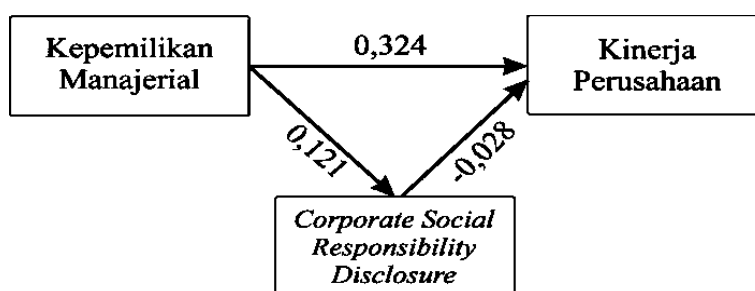 Kepemilikan
Manajerial
0,324
Kinerja
Perusahaan
0,121
-0,028
Corporate Social
Responsibility
Disclosure